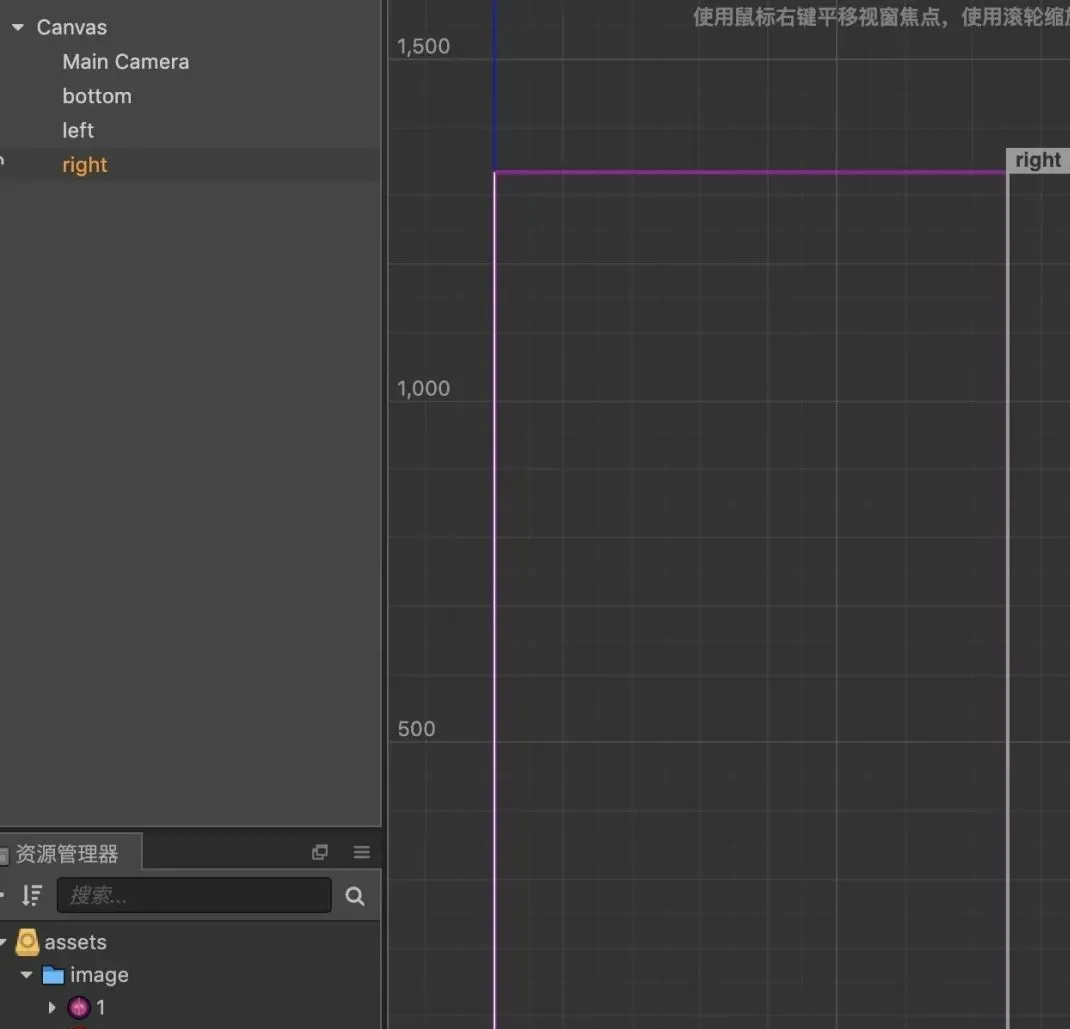 Canvas
Main Camera
bottom
left
right
使用鼠标右键平移视窗焦点，使用滚轮缩放
1,500
right
1,000
500
资源管理器
搜索...
assets
image
1